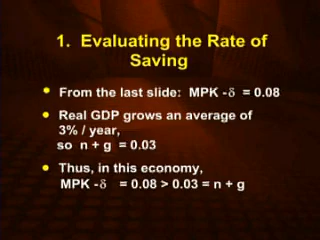 1. Evaluating the Rate of
Saving
• From the last slide: MPK - δ = 0.08
• Real GDP grows an average of
3% / year,
so n + g = 0.03
• Thus, in this economy,
MPK - δ = 0.08 > 0.03 = n + g